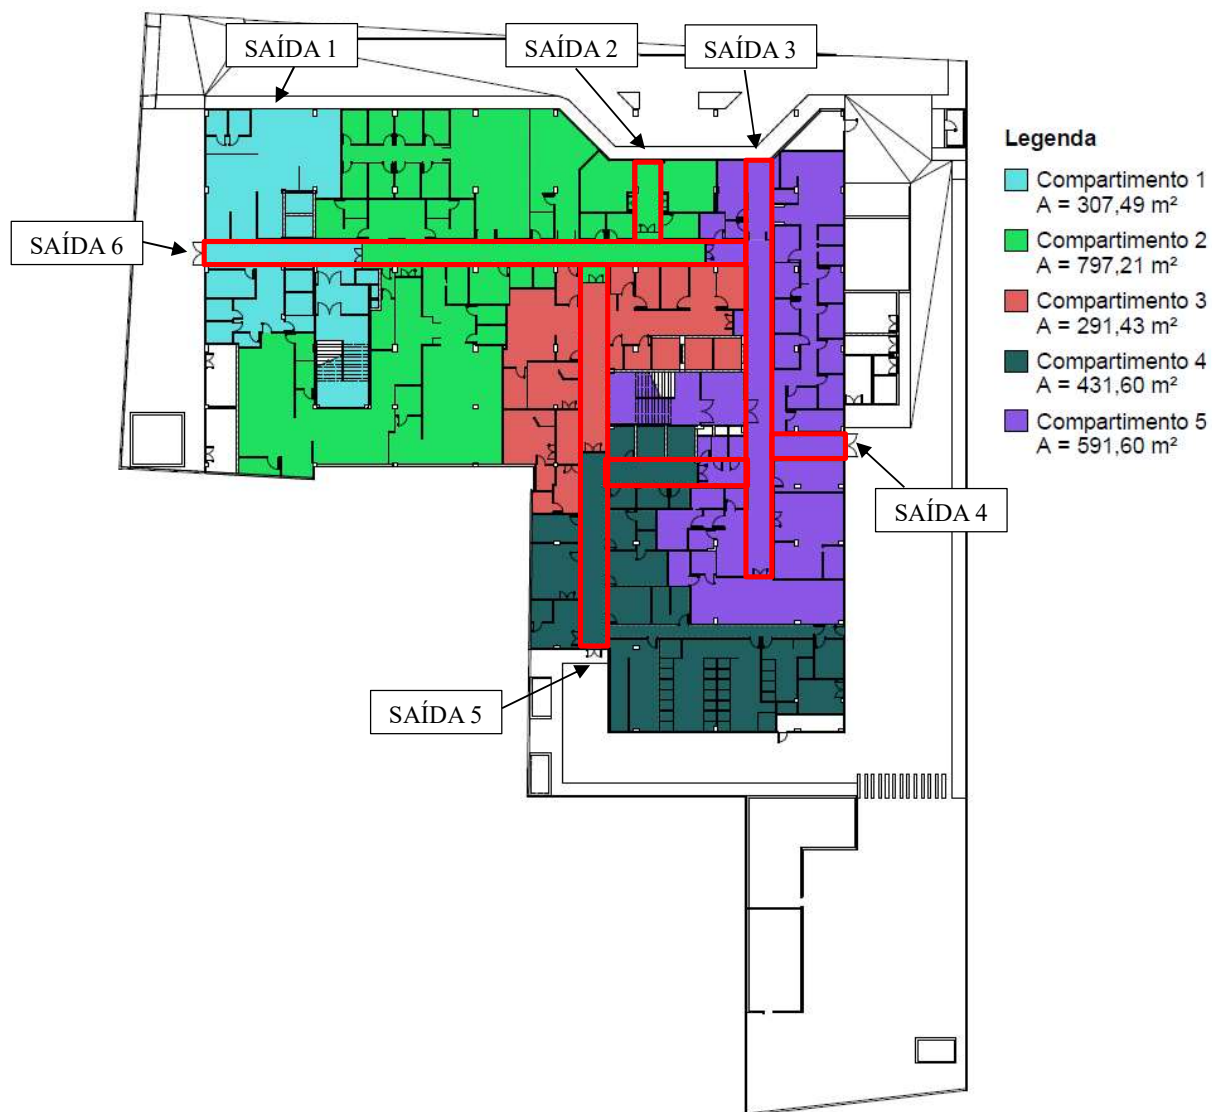 SAÍDA 1
SAÍDA 2
SAÍDA 3
SAÍDA 6
SAÍDA 4
SAÍDA 5
Legenda
Compartimento 1
A = 307,49 m²
Compartimento 2
A = 797,21 m²
Compartimento 3
A = 291,43 m²
Compartimento 4
A = 431,60 m²
Compartimento 5
A = 591,60 m²